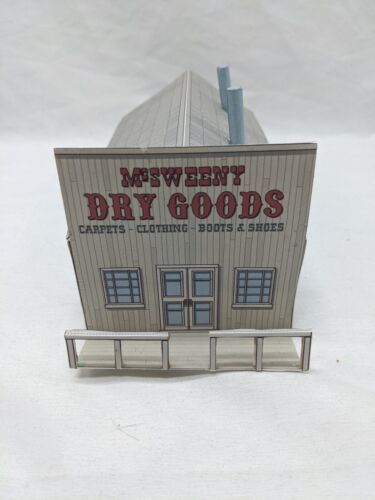 McSWEENY
DRY GOODS
CARPETS - CLOTHING - BOOTS & SHOES